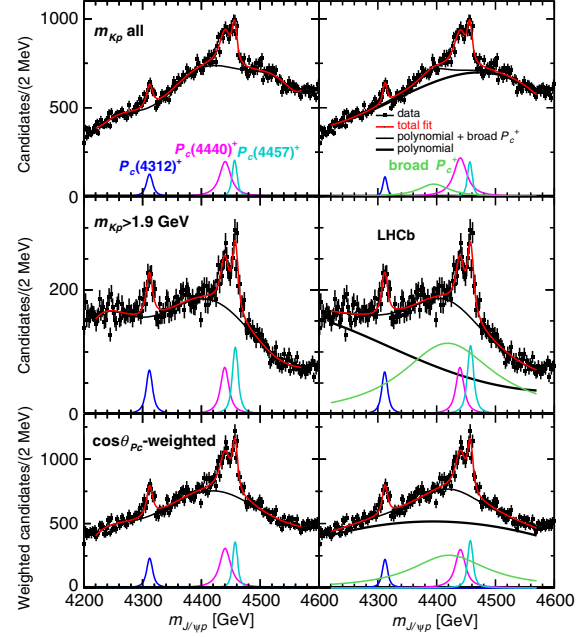 m_Kp all
P_c(4312)^+
P_c(4440)^+
P_c(4457)^+
data
total fit
polynomial + broad P_c^+
polynomial
broad P_c^+
Candidates/(2 MeV)
1000
750
500
250
0
m_Kp>1.9 GeV
LHCb
Candidates/(2 MeV)
200
0
cosθ_Pc-weighted
Weighted candidates/(2 MeV)
1000
500
0
4200 4300 4400 4500 4600 4300 4400 4500 4600
m_J/ψp [GeV]
m_J/ψp [GeV]